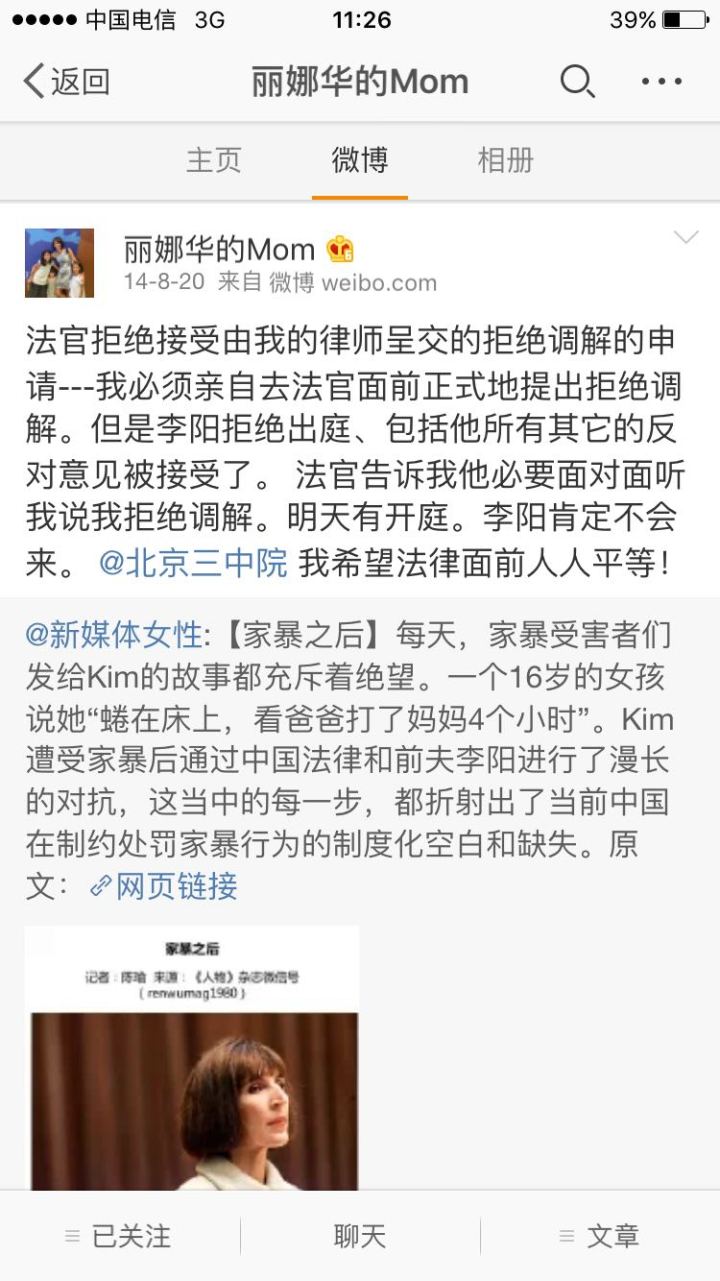 中国电信 3G 11:26 39%
返回 丽娜华的Mom
主页 微博 相册
丽娜华的Mom
14-8-20 来自 微博 weibo.com
法官拒绝接受由我的律师呈交的拒绝调解的申
请---我必须亲自去法官面前正式地提出拒绝调
解。但是李阳拒绝出庭、包括他所有其它的反
对意见被接受了。 法官告诉我他必要面对面听
我说我拒绝调解。明天有开庭。李阳肯定不会
来。 @北京三中院 我希望法律面前人人平等！
@新媒体女性:【家暴之后】每天，家暴受害者们
发给Kim的故事都充斥着绝望。一个16岁的女孩
说她“蜷在床上，看爸爸打了妈妈4个小时”。Kim
遭受家暴后通过中国法律和前夫李阳进行了漫长
的对抗，这当中的每一步，都折射出了当前中国
在制约处罚家暴行为的制度化空白和缺失。原
文： 网页链接
家暴之后
记者：陈瑜 来源：《人物》杂志微信号
（renwumag1980）
已关注 聊天 文章